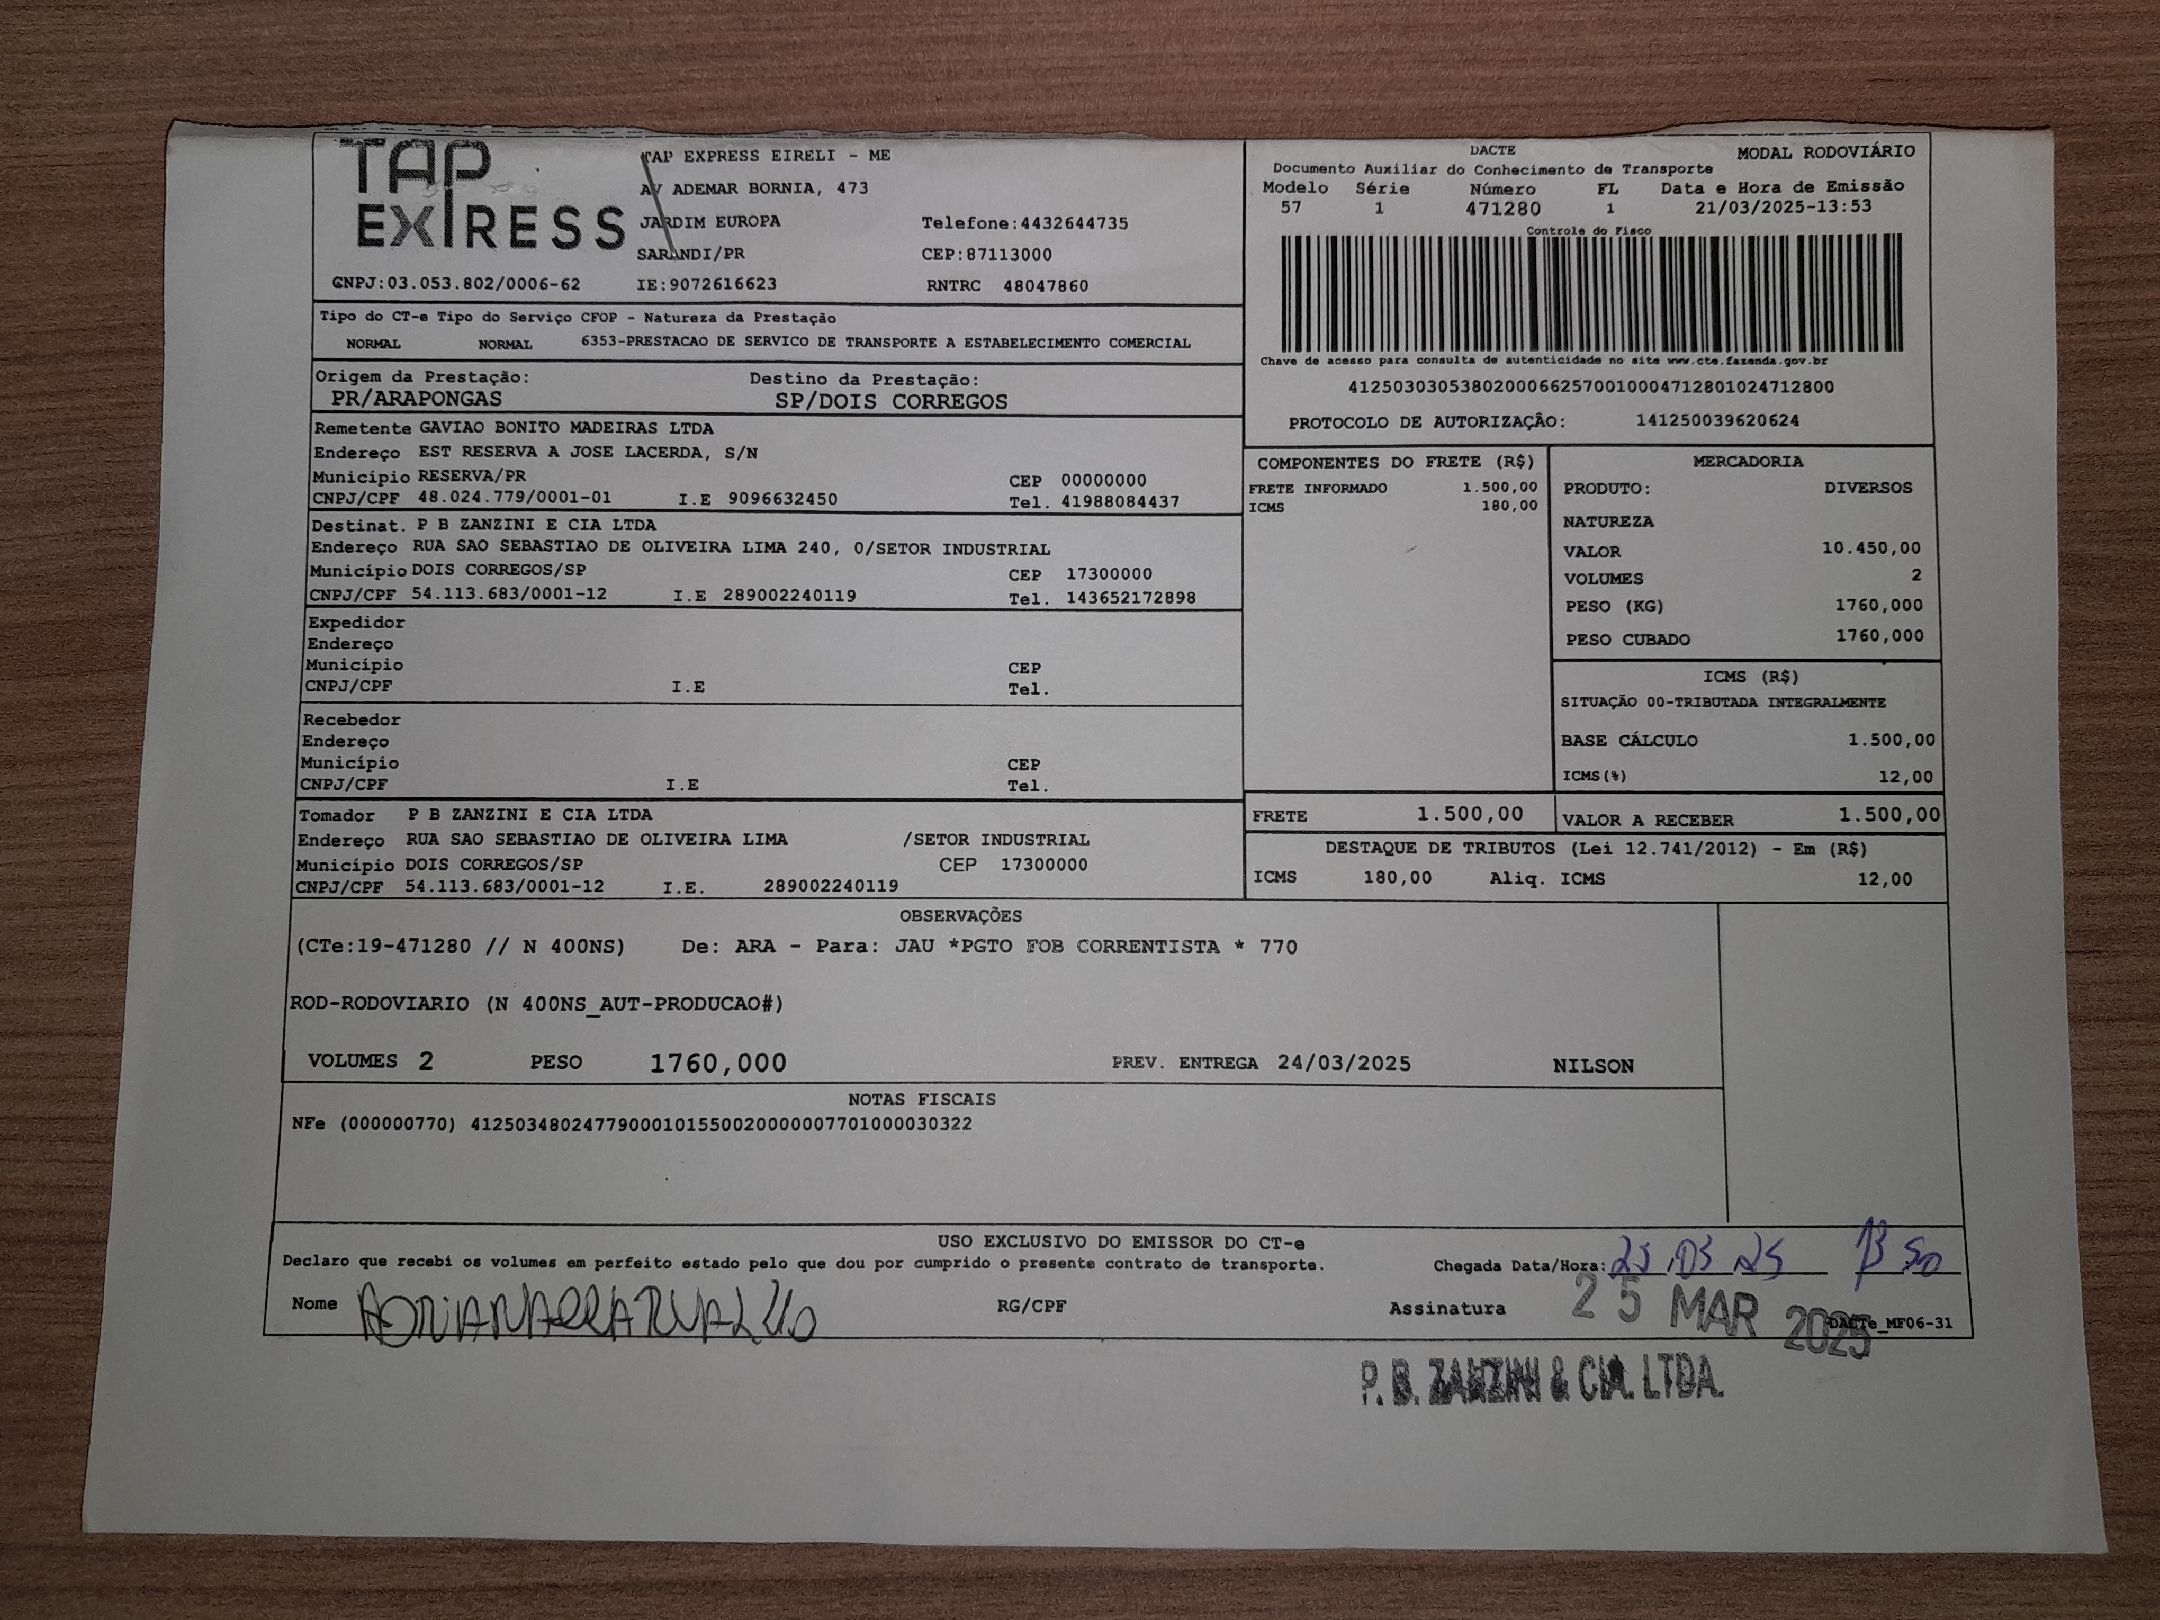 TAP
EXPRESS
TAP EXPRESS EIRELI - ME
AV ADEMAR BORNIA, 473
JARDIM EUROPA Telefone:4432644735
SARANDI/PR CEP:87113000
CNPJ:03.053.802/0006-62 IE:9072616623 RNTRC 48047860
DACTE MODAL RODOVIÁRIO
Documento Auxiliar do Conhecimento de Transporte
Modelo Série Número FL Data e Hora de Emissão
57 1 471280 1 21/03/2025-13:53
Controle do Fisco
Chave de acesso para consulta de autenticidade no site www.cte.fazenda.gov.br
41250303053802000662570010004712801024712800
PROTOCOLO DE AUTORIZAÇÃO: 141250039620624
Tipo do CT-e Tipo do Serviço CFOP - Natureza da Prestação
NORMAL NORMAL 6353-PRESTACAO DE SERVICO DE TRANSPORTE A ESTABELECIMENTO COMERCIAL
Origem da Prestação: Destino da Prestação:
PR/ARAPONGAS SP/DOIS CORREGOS
Remetente GAVIAO BONITO MADEIRAS LTDA
Endereço EST RESERVA A JOSE LACERDA, S/N
Município RESERVA/PR CEP 00000000
CNPJ/CPF 48.024.779/0001-01 I.E 9096632450 Tel. 41988084437
Destinat. P B ZANZINI E CIA LTDA
Endereço RUA SAO SEBASTIAO DE OLIVEIRA LIMA 240, 0/SETOR INDUSTRIAL
Município DOIS CORREGOS/SP CEP 17300000
CNPJ/CPF 54.113.683/0001-12 I.E 289002240119 Tel. 143652172898
Expedidor
Endereço
Município CEP
CNPJ/CPF I.E Tel.
Recebedor
Endereço
Município CEP
CNPJ/CPF I.E Tel.
Tomador P B ZANZINI E CIA LTDA
Endereço RUA SAO SEBASTIAO DE OLIVEIRA LIMA /SETOR INDUSTRIAL
Município DOIS CORREGOS/SP CEP 17300000
CNPJ/CPF 54.113.683/0001-12 I.E. 289002240119
COMPONENTES DO FRETE (R$)
FRETE INFORMADO 1.500,00
ICMS 180,00
MERCADORIA
PRODUTO: DIVERSOS
NATUREZA
VALOR 10.450,00
VOLUMES 2
PESO (KG) 1760,000
PESO CUBADO 1760,000
ICMS (R$)
SITUAÇÃO 00-TRIBUTADA INTEGRALMENTE
BASE CÁLCULO 1.500,00
ICMS(%) 12,00
FRETE 1.500,00 VALOR A RECEBER 1.500,00
DESTAQUE DE TRIBUTOS (Lei 12.741/2012) - Em (R$)
ICMS 180,00 Aliq. ICMS 12,00
OBSERVAÇÕES
(CTe:19-471280 // N 400NS) De: ARA - Para: JAU *PGTO FOB CORRENTISTA * 770
ROD-RODOVIARIO (N 400NS_AUT-PRODUCAO#)
VOLUMES 2 PESO 1760,000 PREV. ENTREGA 24/03/2025 NILSON
NOTAS FISCAIS
NFe (000000770) 41250348024779000101550020000007701000030322
USO EXCLUSIVO DO EMISSOR DO CT-e
Declaro que recebi os volumes em perfeito estado pelo que dou por cumprido o presente contrato de transporte. Chegada Data/Hora: 25 03 25 13 50
Nome RG/CPF Assinatura
25 MAR 2025
DACTe_MF06-31
P. B. ZANZINI & CIA. LTDA.